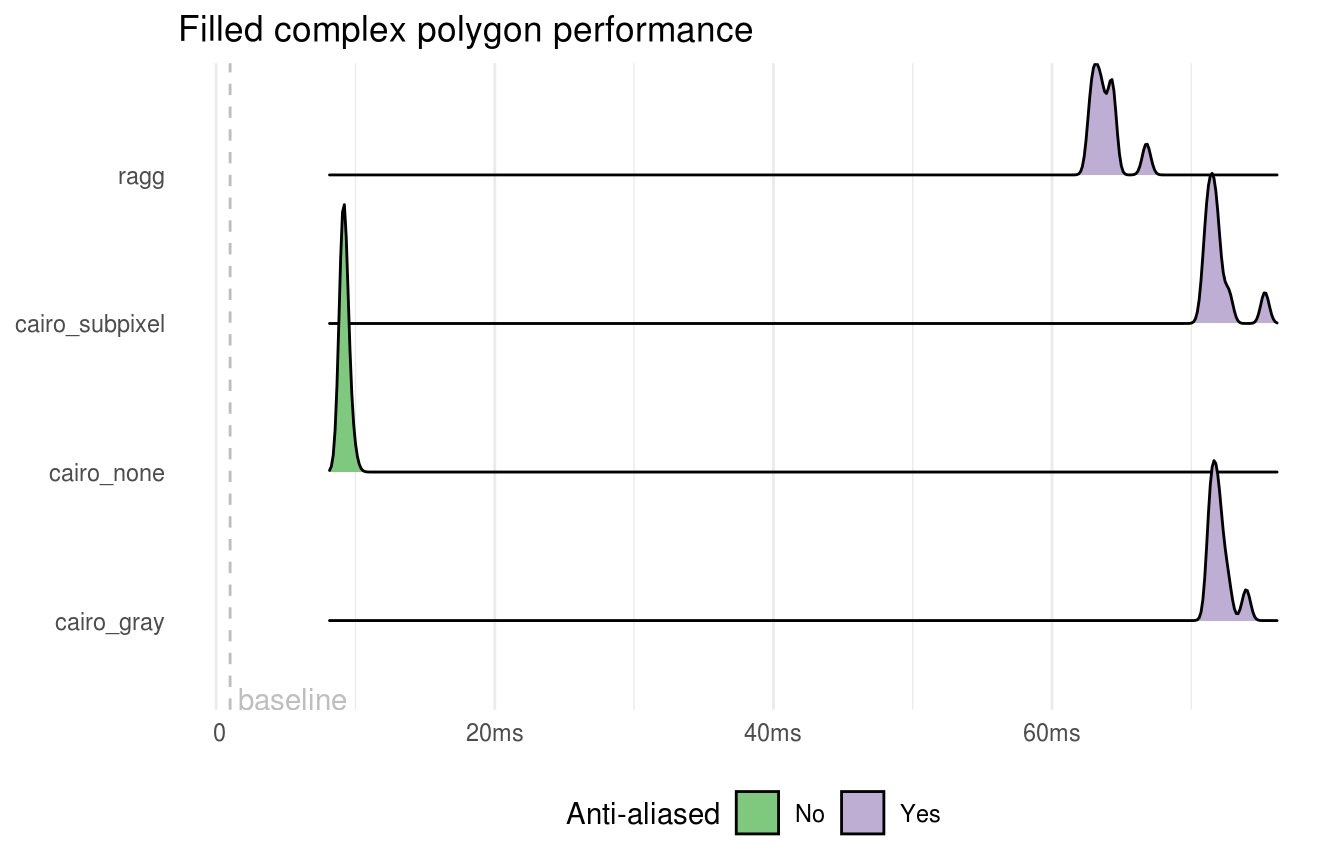 Filled complex polygon performance
ragg
cairo_subpixel
cairo_none
cairo_gray
baseline
0 20ms 40ms 60ms
Anti-aliased No Yes